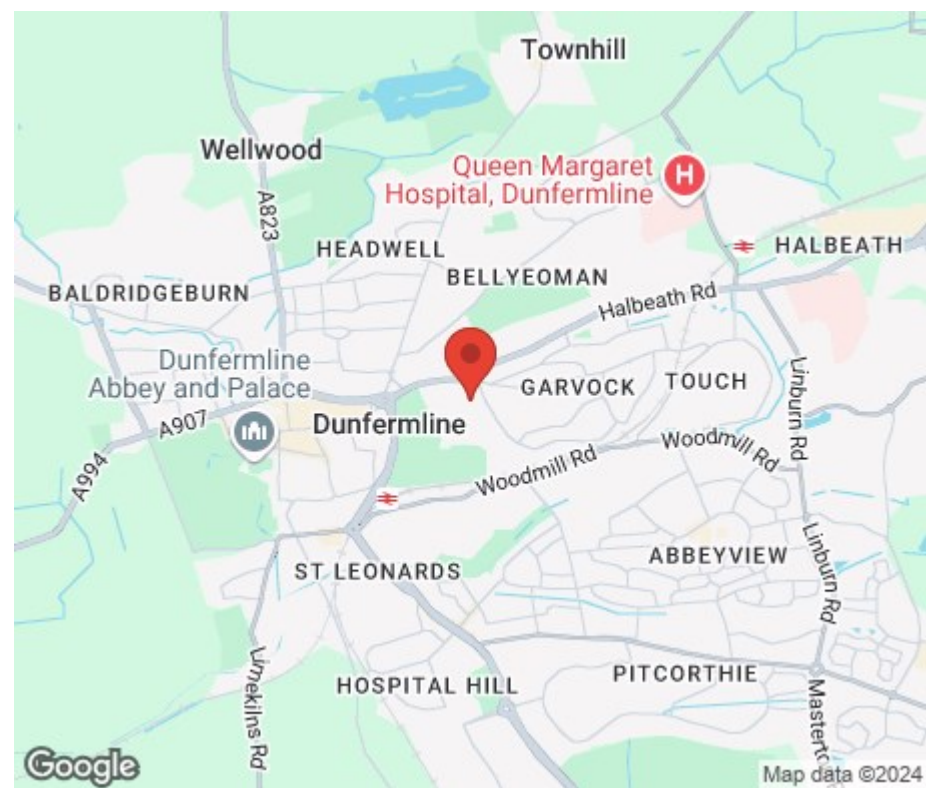 Townhill
Wellwood
Queen Margaret
Hospital, Dunfermline
H
A823
HEADWELL
HALBEATH
BELLYEOMAN
BALDRIDGEBURN
Halbeath Rd
Dunfermline
Abbey and Palace
GARVOCK
TOUCH
Linburn Rd
A907
Dunfermline
A994
Woodmill Rd
Woodmill Rd
ST LEONARDS
ABBEYVIEW
Linburn Rd
Limekilns Rd
HOSPITAL HILL
PITCORTHIE
Masterto
Google
Map data ©2024